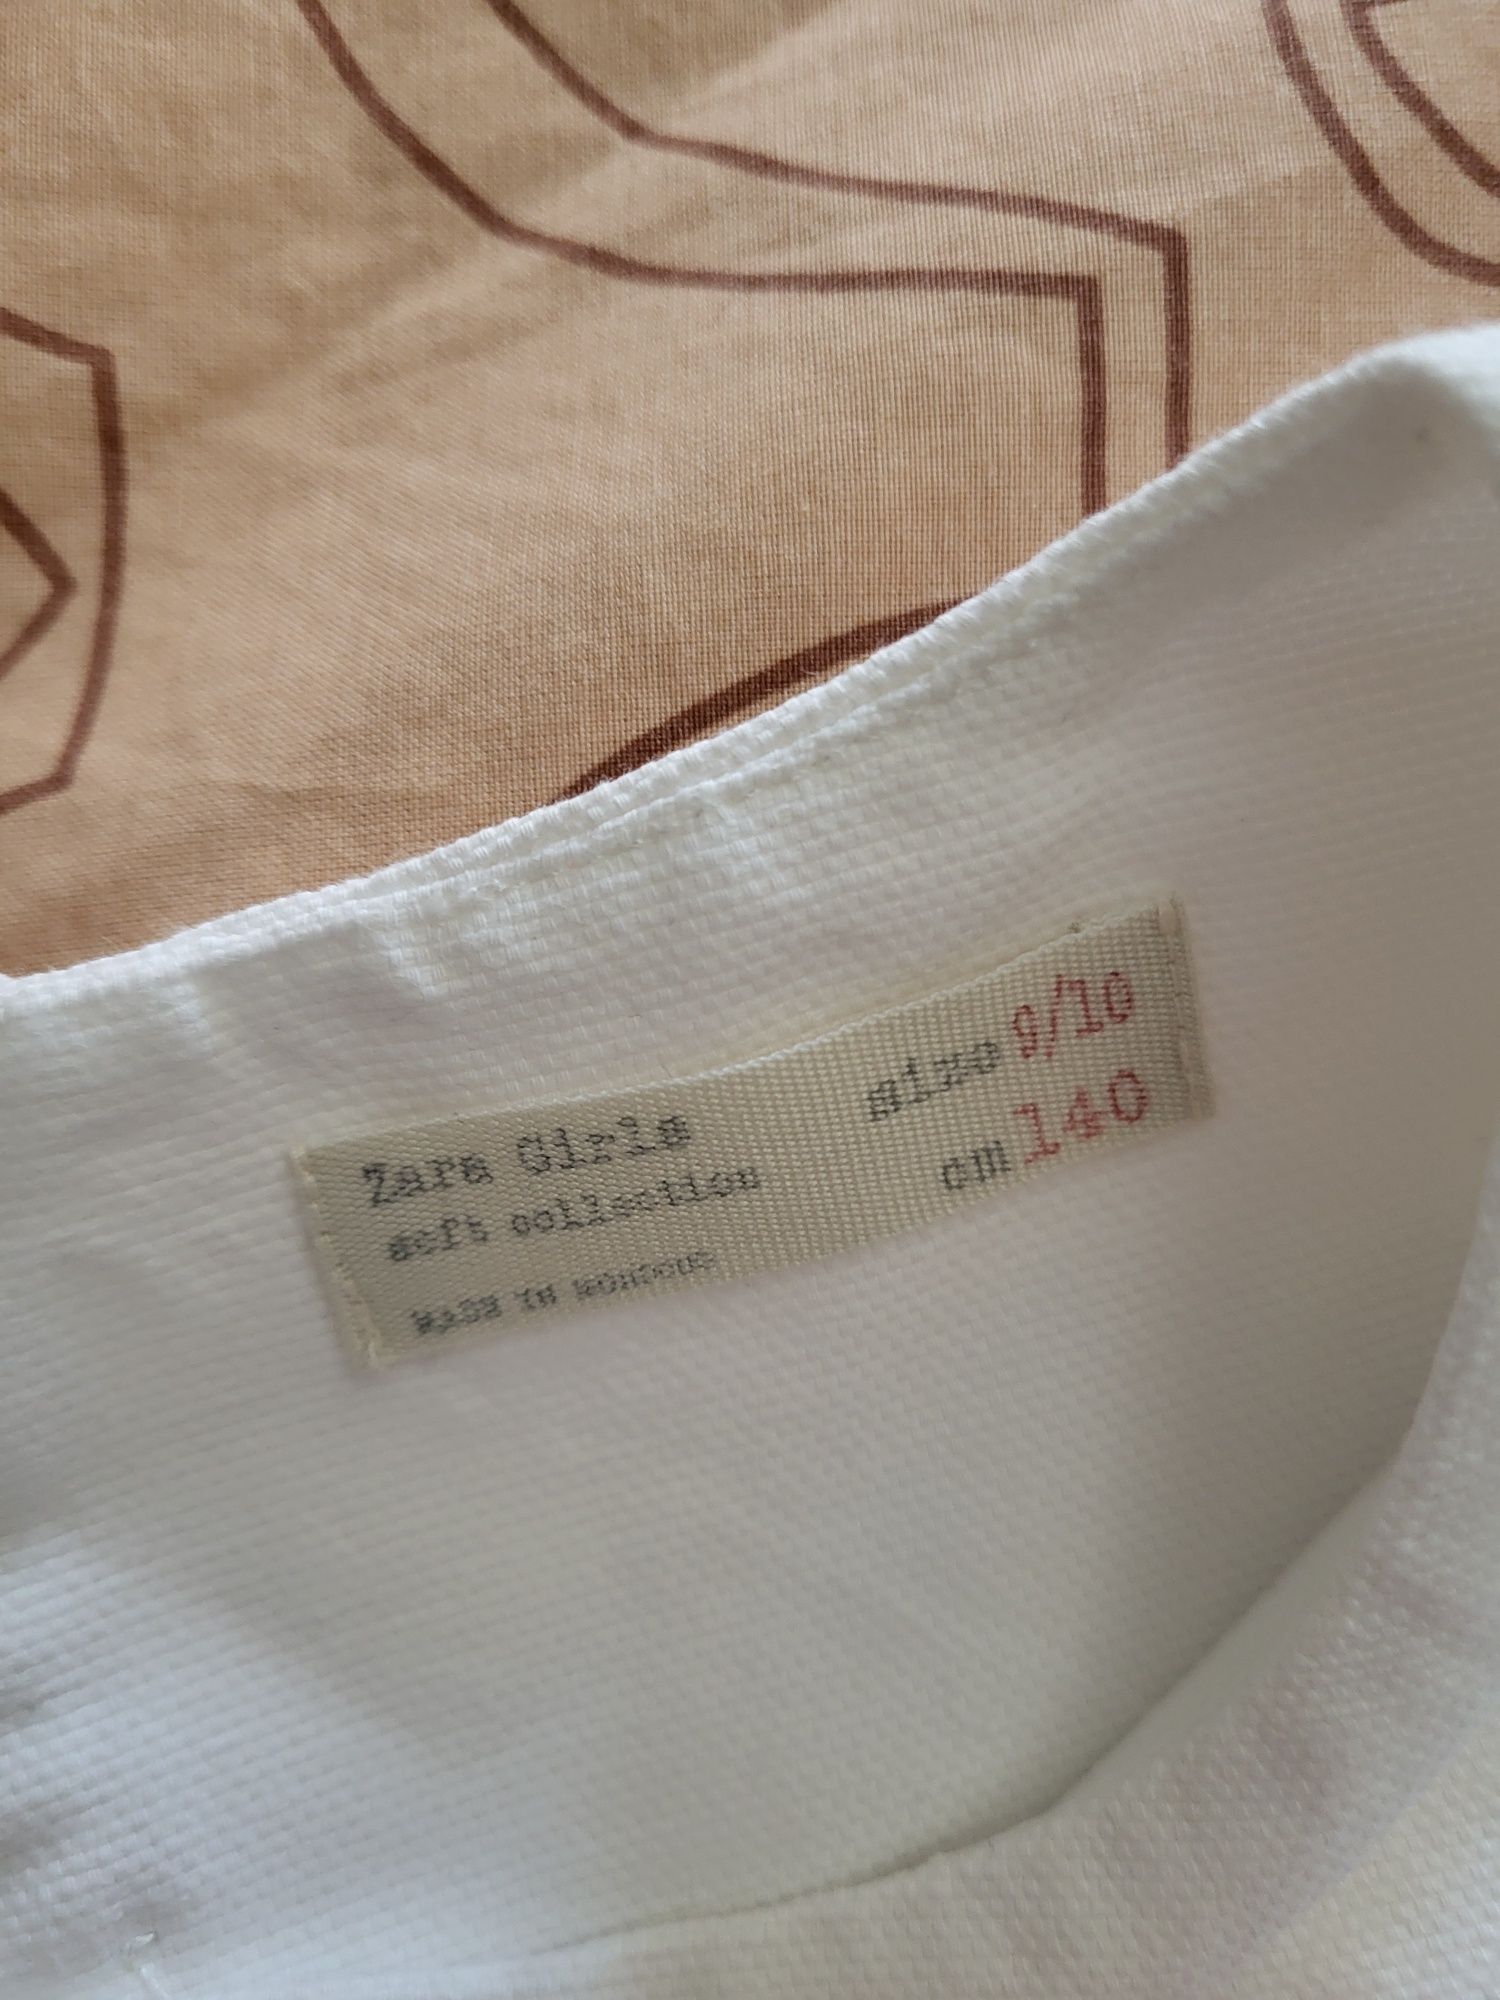 Zara Girls
soft collection
MADE IN MOROCCO
size 9/10
cm 140